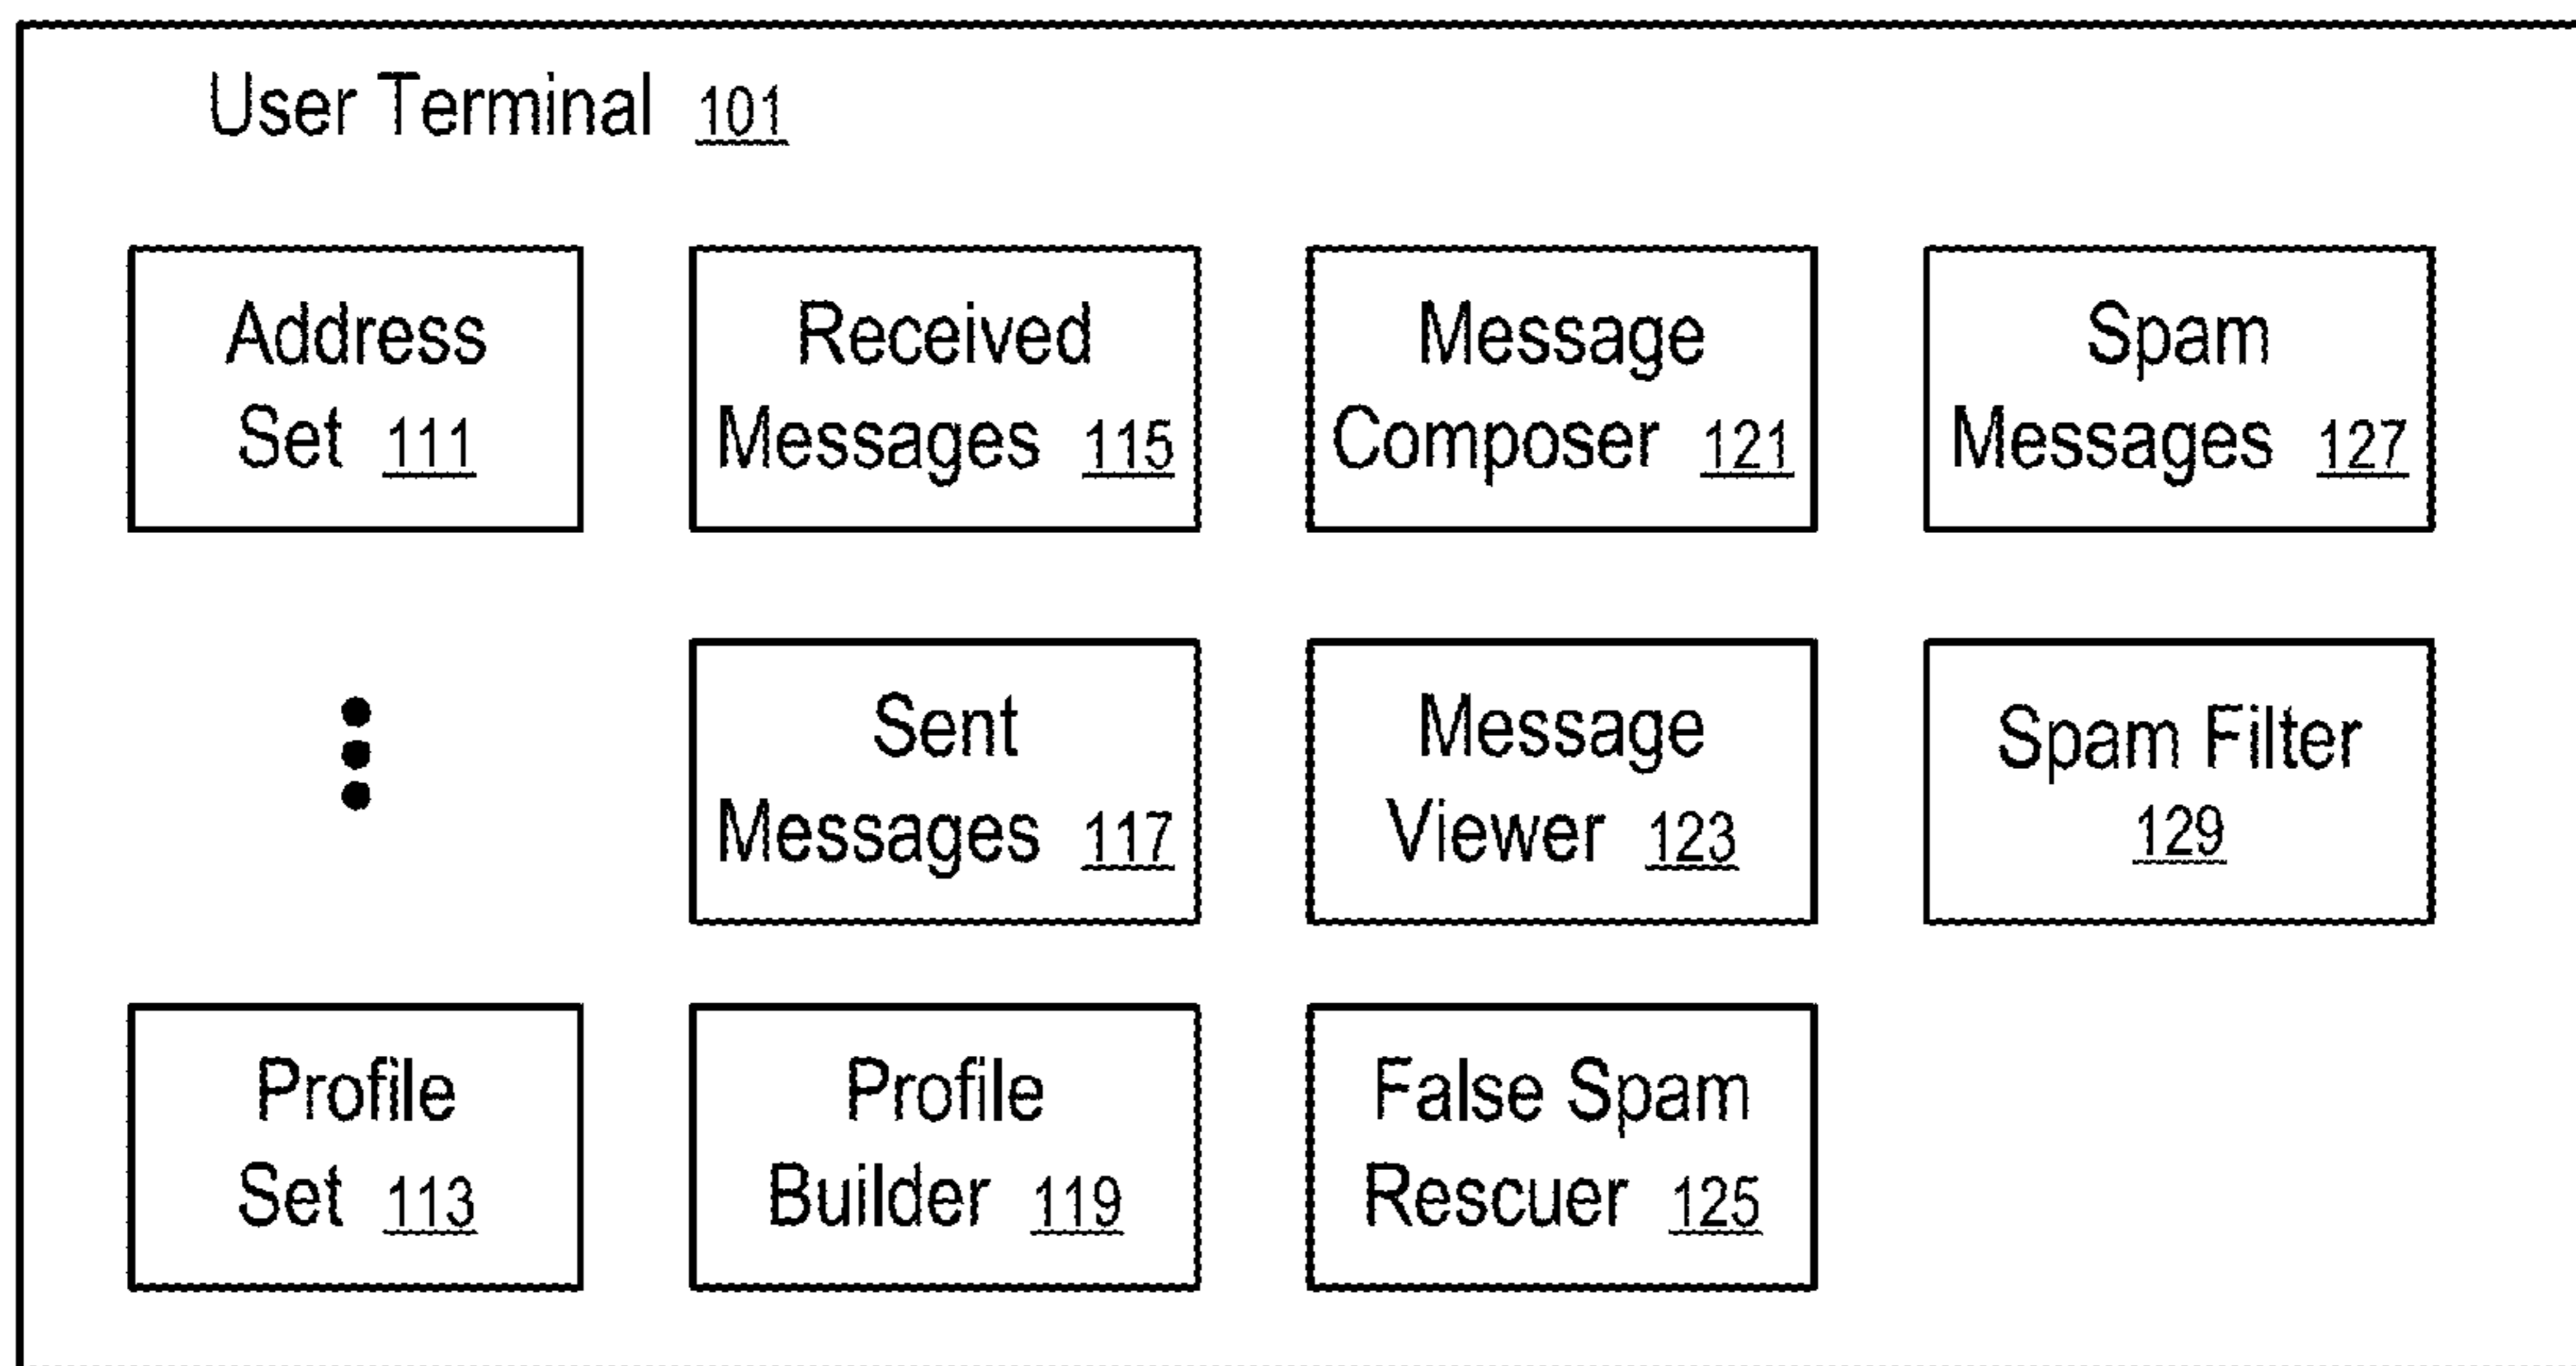 User Terminal 101
Address
Set 111
Received
Messages 115
Message
Composer 121
Spam
Messages 127
Sent
Messages 117
Message
Viewer 123
Spam Filter
129
Profile
Set 113
Profile
Builder 119
False Spam
Rescuer 125